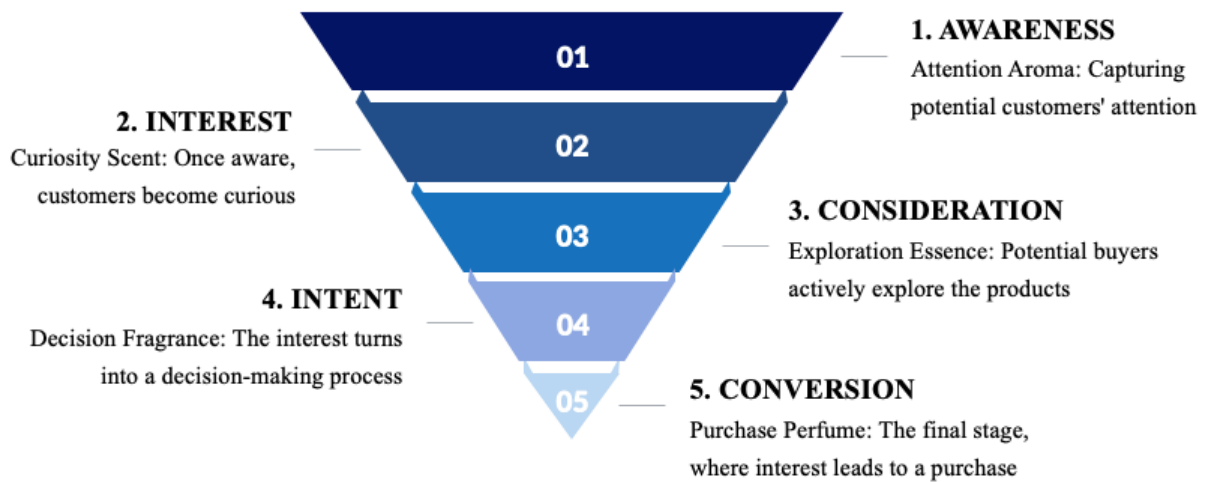 01
1. AWARENESS
Attention Aroma: Capturing
potential customers' attention
2. INTEREST
Curiosity Scent: Once aware,
customers become curious
02
3. CONSIDERATION
Exploration Essence: Potential buyers
actively explore the products
03
4. INTENT
Decision Fragrance: The interest turns
into a decision-making process
04
5. CONVERSION
Purchase Perfume: The final stage,
where interest leads to a purchase
05